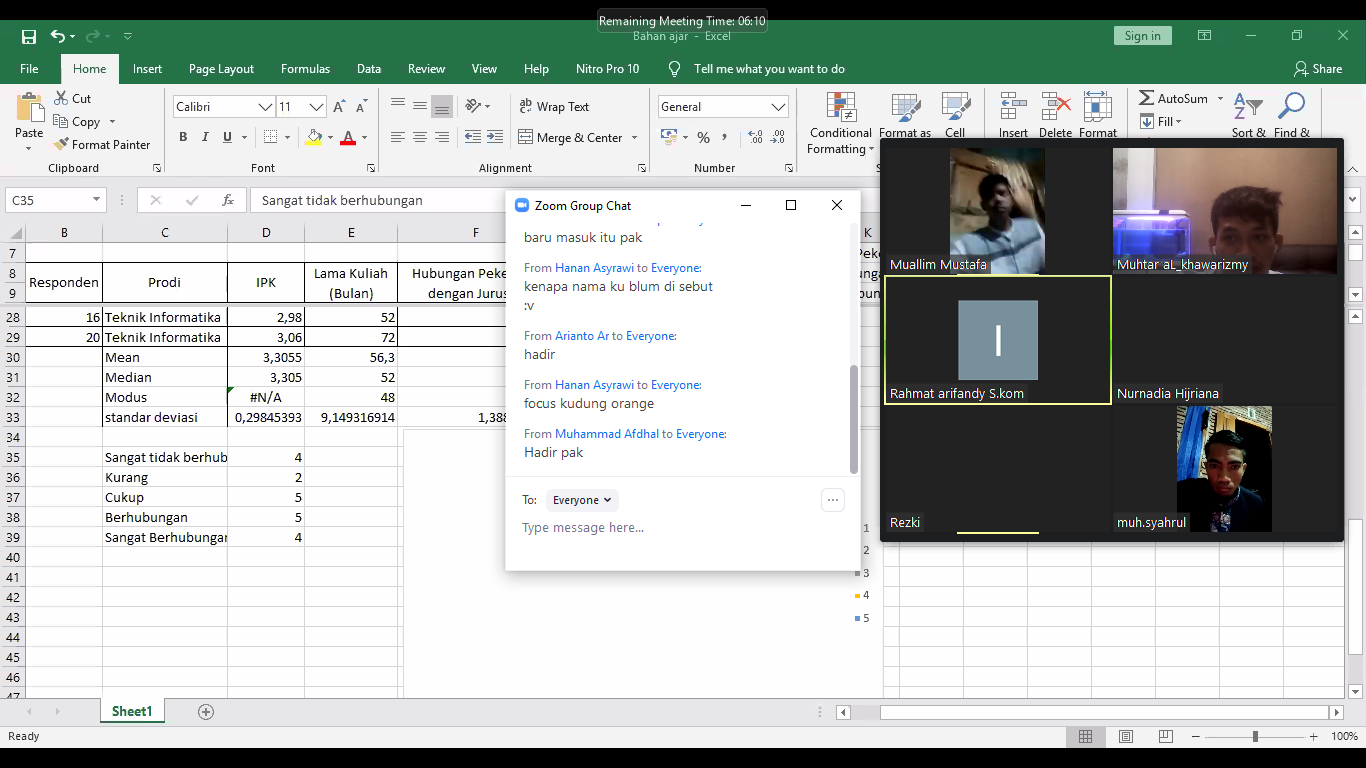 Remaining Meeting Time: 06:10
Bahan ajar - Excel
Sign in
File Home Insert Page Layout Formulas Data Review View Help Nitro Pro 10 Tell me what you want to do Share
Cut
Copy
Format Painter
Paste
Calibri 11
B I U
Wrap Text
Merge & Center
General
Conditional Formatting
Format as
Cell
Insert Delete Format
AutoSum
Fill
Sort & Find &
Clipboard Font Alignment Number
C35 fx Sangat tidak berhubungan
B C D E F K
7
8 Responden Prodi IPK Lama Kuliah Hubungan Peke
9 (Bulan) dengan Jurus
28 16 Teknik Informatika 2,98 52
29 20 Teknik Informatika 3,06 72
30 Mean 3,3055 56,3
31 Median 3,305 52
32 Modus #N/A 48
33 standar deviasi 0,29845393 9,149316914 1,388
34
35 Sangat tidak berhub 4
36 Kurang 2
37 Cukup 5
38 Berhubungan 5
39 Sangat Berhubungan 4
40
41
42
43
44
45
46
47
Zoom Group Chat
baru masuk itu pak
From Hanan Asyrawi to Everyone:
kenapa nama ku blum di sebut
:v
From Arianto Ar to Everyone:
hadir
From Hanan Asyrawi to Everyone:
focus kudung orange
From Muhammad Afdhal to Everyone:
Hadir pak
To: Everyone
Type message here...
Muallim Mustafa
Muhtar aL_khawarizmy
I
Rahmat arifandy S.kom
Nurnadia Hijriana
Rezki
muh.syahrul
1
2
3
4
5
Sheet1
Ready
100%